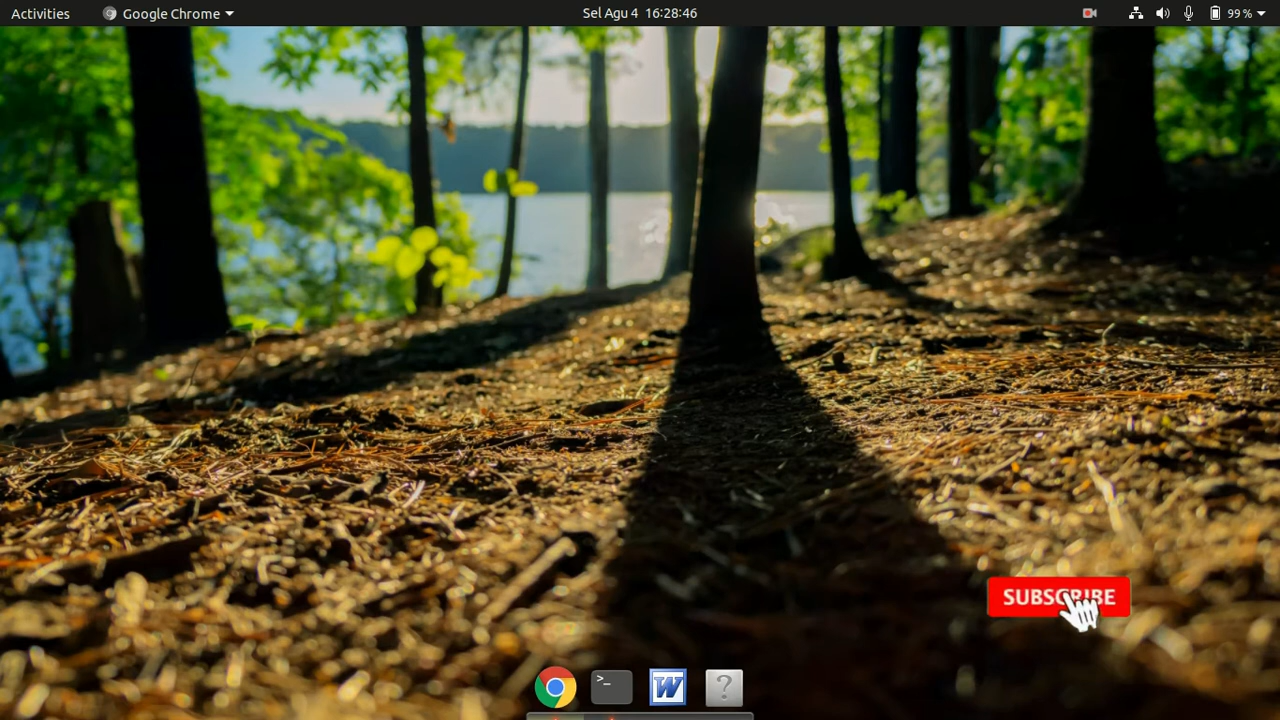 Activities
Google Chrome
Sel Agu 4 16:28:46
99 %
SUBSCRIBE
>_
W
?